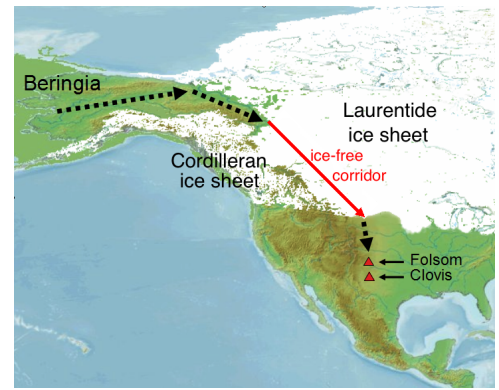 Beringia
Laurentide
ice sheet
ice-free
corridor
Cordilleran
ice sheet
Folsom
Clovis